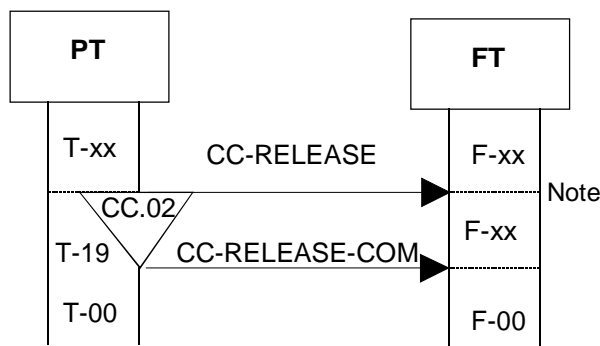 PT
FT
T-xx
CC-RELEASE
F-xx
Note
CC.02
F-xx
T-19
CC-RELEASE-COM
T-00
F-00